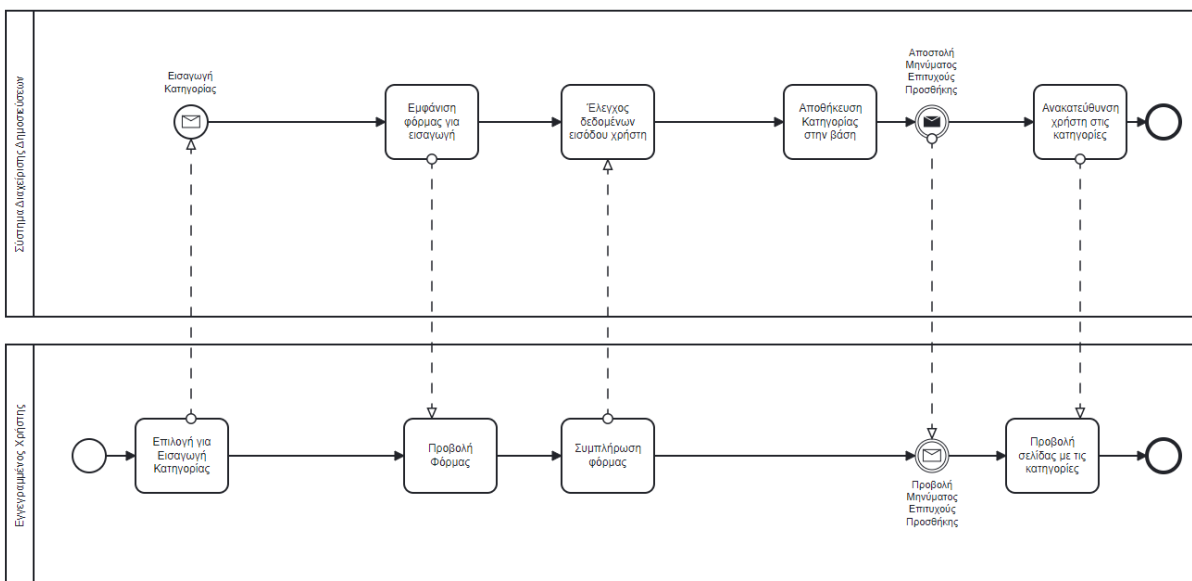 Σύστημα Διαχείρισης Δημοσιεύσεων
Εισαγωγή
Κατηγορίας
Εμφάνιση
φόρμας για
εισαγωγή
Έλεγχος
δεδομένων
εισόδου χρήστη
Αποθήκευση
Κατηγορίας
στην βάση
Αποστολή
Μηνύματος
Επιτυχούς
Προσθήκης
Ανακατεύθυνση
χρήστη στις
κατηγορίες
Εγγεγραμμένος Χρήστης
Επιλογή για
Εισαγωγή
Κατηγορίας
Προβολή
Φόρμας
Συμπλήρωση
φόρμας
Προβολή
Μηνύματος
Επιτυχούς
Προσθήκης
Προβολή
σελίδας με τις
κατηγορίες